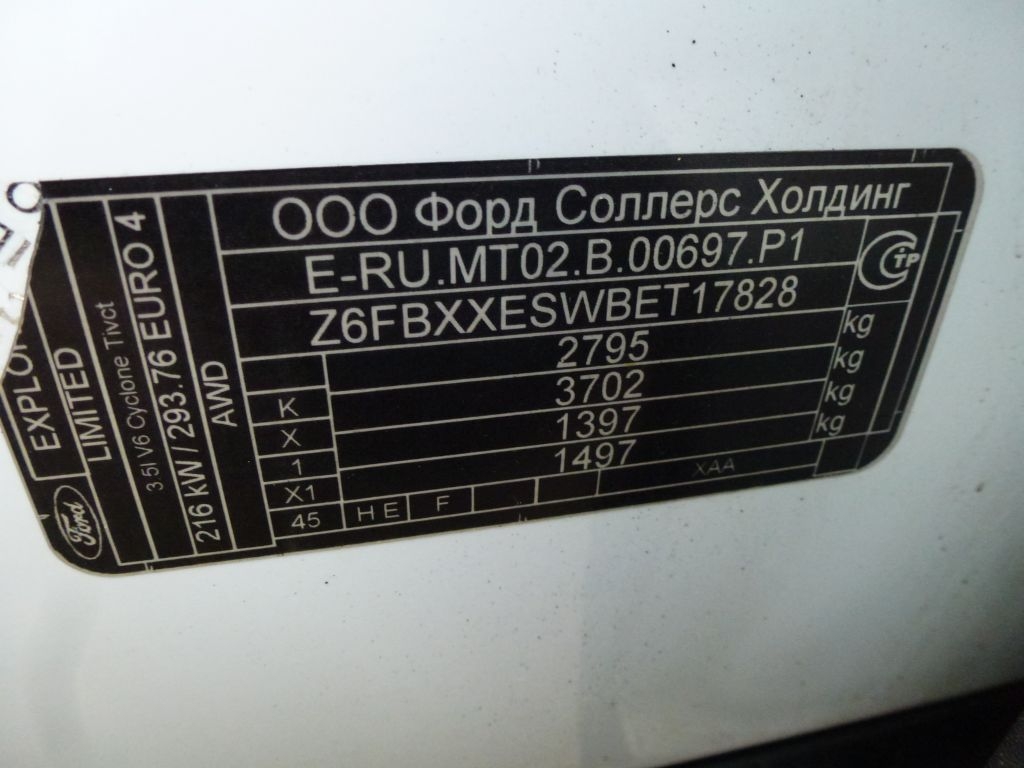 ООО Форд Соллерс Холдинг
E-RU.MT02.B.00697.P1
Z6FBXXESWBET17828
2795 kg
K 3702 kg
X 1397 kg
1 1497 kg
X1
45 HE F XAA
СТР
AWD
216 kW / 293.76 EURO 4
3.5l V6 Cyclone Tivct
LIMITED
Ford